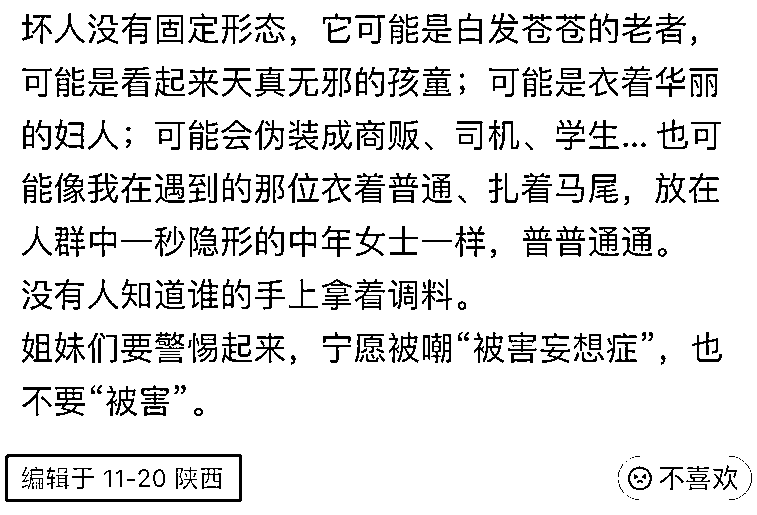 坏人没有固定形态，它可能是白发苍苍的老者，
可能是看起来天真无邪的孩童；可能是衣着华丽
的妇人；可能会伪装成商贩、司机、学生... 也可
能像我在遇到的那位衣着普通、扎着马尾，放在
人群中一秒隐形的中年女士一样，普普通通。
没有人知道谁的手上拿着调料。
姐妹们要警惕起来，宁愿被嘲“被害妄想症”，也
不要“被害”。
编辑于 11-20 陕西
不喜欢